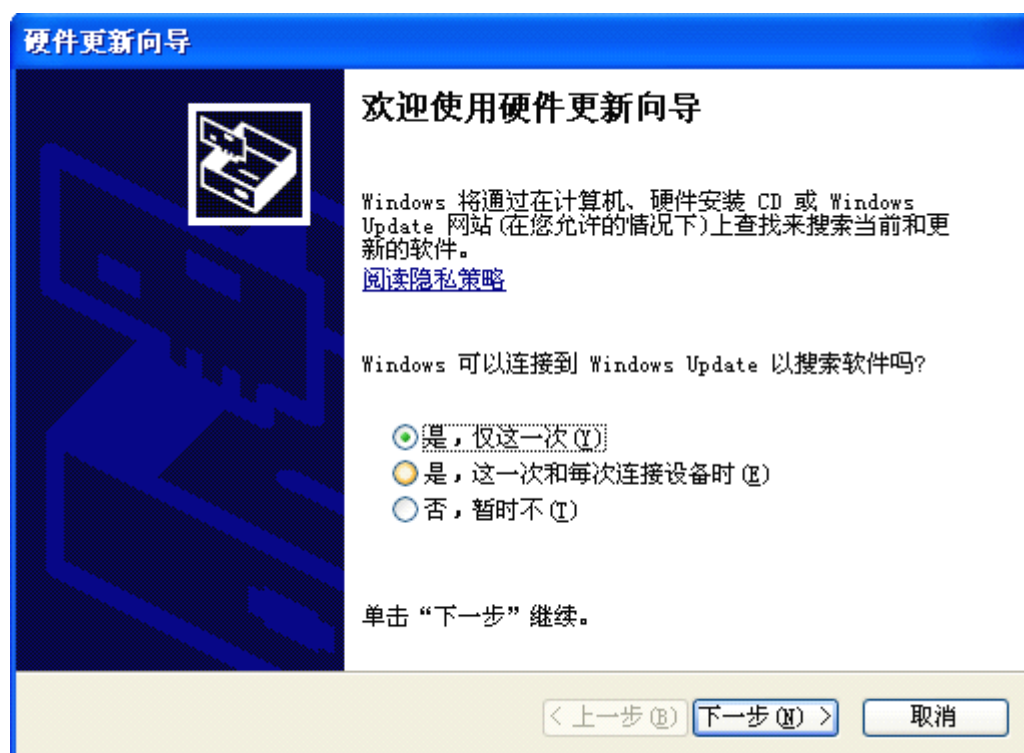 硬件更新向导
欢迎使用硬件更新向导
Windows 将通过在计算机、硬件安装 CD 或 Windows
Update 网站(在您允许的情况下)上查找来搜索当前和更
新的软件。
阅读隐私策略
Windows 可以连接到 Windows Update 以搜索软件吗?
是，仅这一次(Y)
是，这一次和每次连接设备时(E)
否，暂时不(T)
单击“下一步”继续。
< 上一步(B) 下一步(N) > 取消